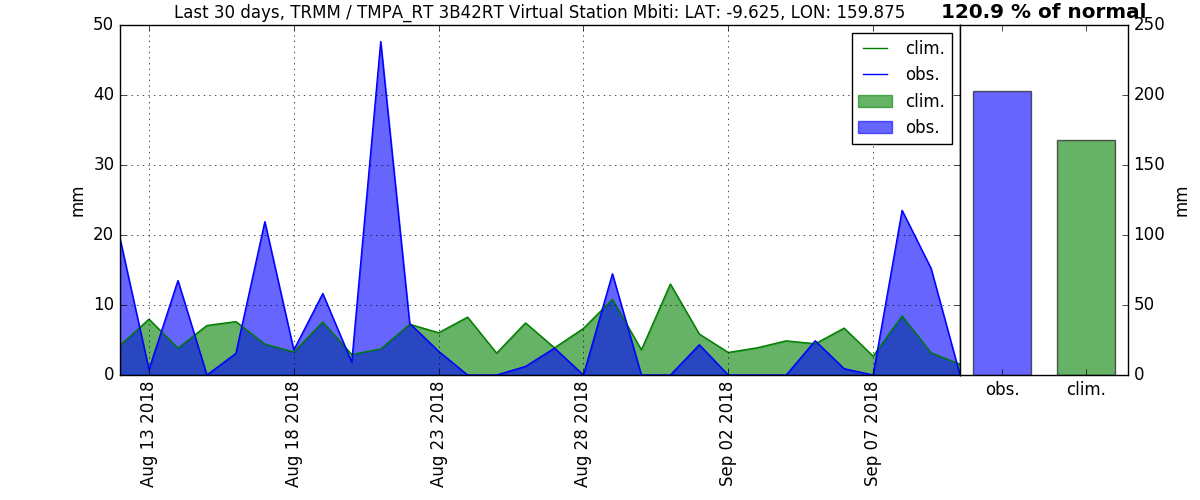 Last 30 days, TRMM / TMPA_RT 3B42RT Virtual Station Mbiti: LAT: -9.625, LON: 159.875
120.9 % of normal
50
40
30
20
10
0
mm
clim.
obs.
clim.
obs.
250
200
150
100
50
0
mm
Aug 13 2018
Aug 18 2018
Aug 23 2018
Aug 28 2018
Sep 02 2018
Sep 07 2018
obs.
clim.